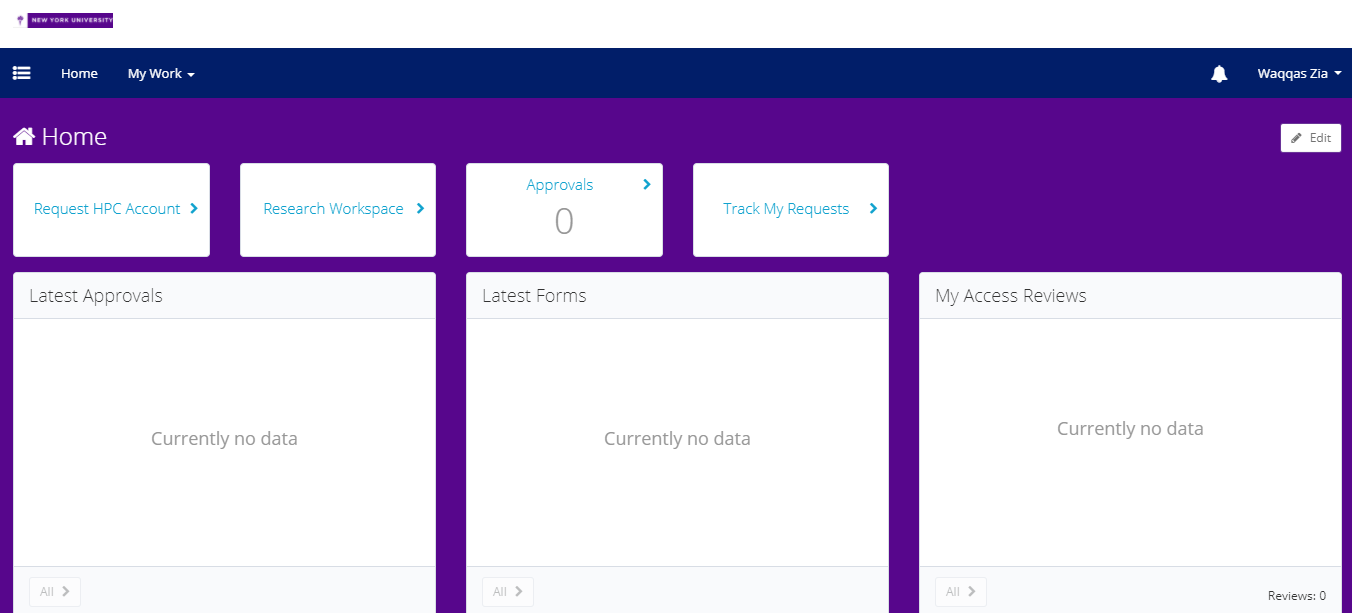 NEW YORK UNIVERSITY
Home
My Work
Waqqas Zia
Home
Edit
Request HPC Account
Research Workspace
Approvals
0
Track My Requests
Latest Approvals
Currently no data
All
Latest Forms
Currently no data
All
My Access Reviews
Currently no data
All
Reviews: 0